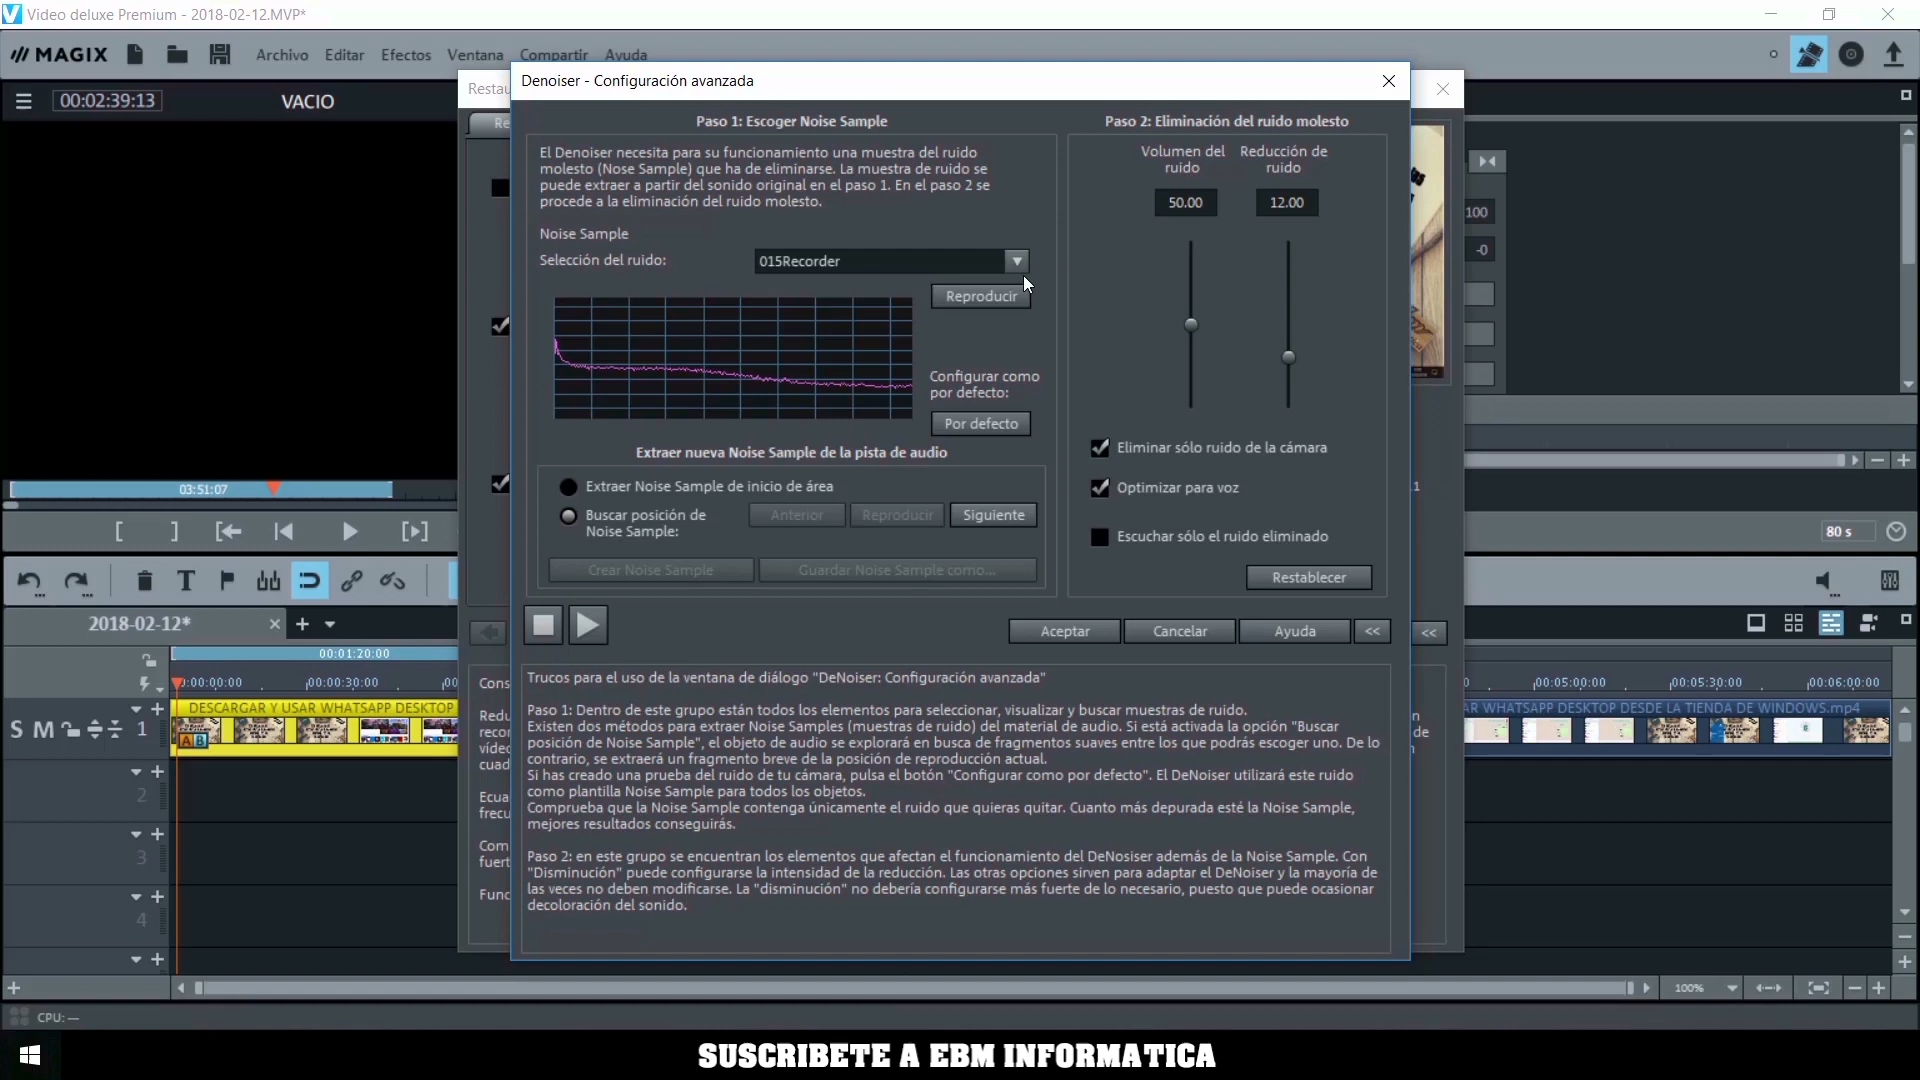 Video deluxe Premium - 2018-02-12.MVP*
MAGIX
Archivo Editar Efectos Ventana Compartir Ayuda
00:02:39:13
VACIO
Restau
Re
Denoiser - Configuración avanzada
Paso 1: Escoger Noise Sample
El Denoiser necesita para su funcionamiento una muestra del ruido
molesto (Nose Sample) que ha de eliminarse. La muestra de ruido se
puede extraer a partir del sonido original en el paso 1. En el paso 2 se
procede a la eliminación del ruido molesto.
Noise Sample
Selección del ruido:
015Recorder
Reproducir
Configurar como
por defecto:
Por defecto
Extraer nueva Noise Sample de la pista de audio
Extraer Noise Sample de inicio de área
Buscar posición de
Noise Sample:
Anterior
Reproducir
Siguiente
Crear Noise Sample
Guardar Noise Sample como...
Paso 2: Eliminación del ruido molesto
Volumen del
ruido
Reducción de
ruido
50.00
12.00
Eliminar sólo ruido de la cámara
Optimizar para voz
Escuchar sólo el ruido eliminado
Restablecer
Aceptar
Cancelar
Ayuda
<<
<<
Trucos para el uso de la ventana de diálogo "DeNoiser: Configuración avanzada"
Paso 1: Dentro de este grupo están todos los elementos para seleccionar, visualizar y buscar muestras de ruido.
Existen dos métodos para extraer Noise Samples (muestras de ruido) del material de audio. Si está activada la opción "Buscar
posición de Noise Sample", el objeto de audio se explorará en busca de fragmentos suaves entre los que podrás escoger uno. De lo
contrario, se extraerá un fragmento breve de la posición de reproducción actual.
Si has creado una prueba del ruido de tu cámara, pulsa el botón "Configurar como por defecto". El DeNoiser utilizará este ruido
como plantilla Noise Sample para todos los objetos.
Comprueba que la Noise Sample contenga únicamente el ruido que quieras quitar. Cuanto más depurada esté la Noise Sample,
mejores resultados conseguirás.
Paso 2: en este grupo se encuentran los elementos que afectan el funcionamiento del DeNosiser además de la Noise Sample. Con
"Disminución" puede configurarse la intensidad de la reducción. Las otras opciones sirven para adaptar el DeNoiser y la mayoría de
las veces no deben modificarse. La "disminución" no debería configurarse más fuerte de lo necesario, puesto que puede ocasionar
decoloración del sonido.
100
-0
80 s
03:51:07
2018-02-12*
00:01:20:00
00:00:00:00
00:00:30:00
00:05:00:00
00:05:30:00
00:06:00:00
DESCARGAR Y USAR WHATSAPP DESKTOP
AR WHATSAPP DESKTOP DESDE LA TIENDA DE WINDOWS.mp4
S M 1
A B
2
3
4
Cons
Redu
recor
vídec
cuad
Ecua
frecu
Com
fuert
Func
n
de
100%
CPU: —
SUSCRIBETE A EBM INFORMATICA